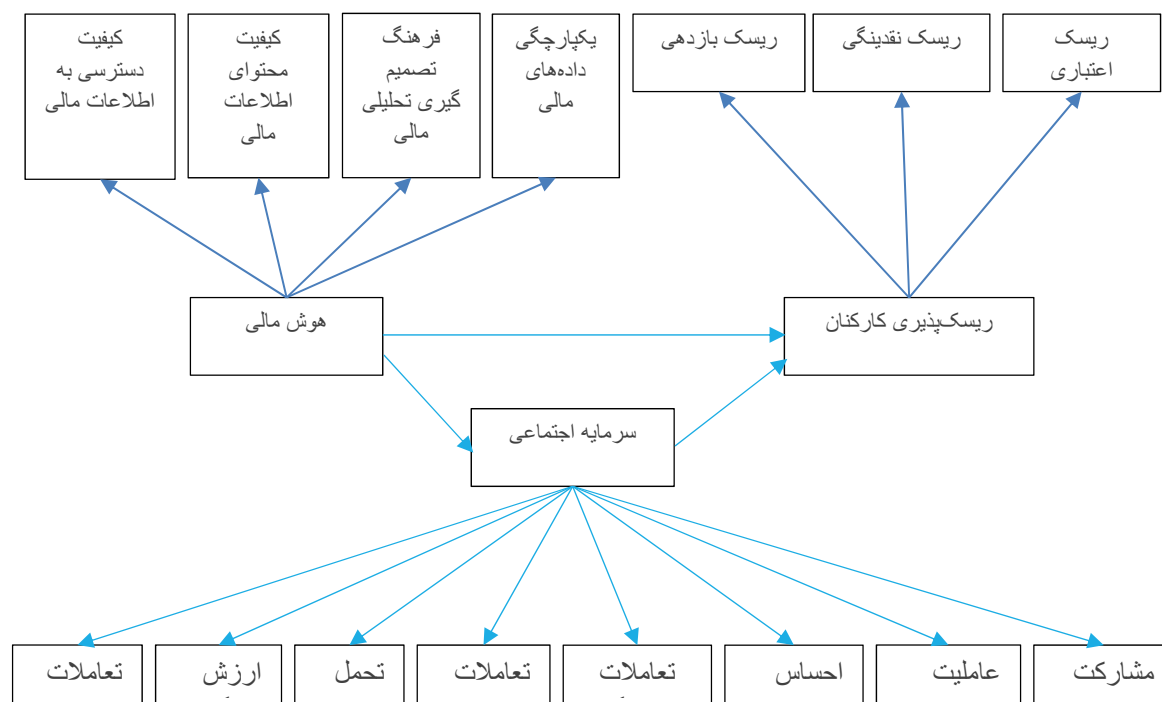 ریسک
اعتباری
ریسک نقدینگی
ریسک بازدهی
یکپارچگی
داده‌های
مالی
فرهنگ
تصمیم
گیری تحلیلی
مالی
کیفیت
محتوای
اطلاعات
مالی
کیفیت
دسترسی به
اطلاعات مالی
ریسک‌پذیری کارکنان
هوش مالی
سرمایه اجتماعی
مشارکت
عاملیت
احساس
تعاملات
تعاملات
تحمل
ارزش
تعاملات